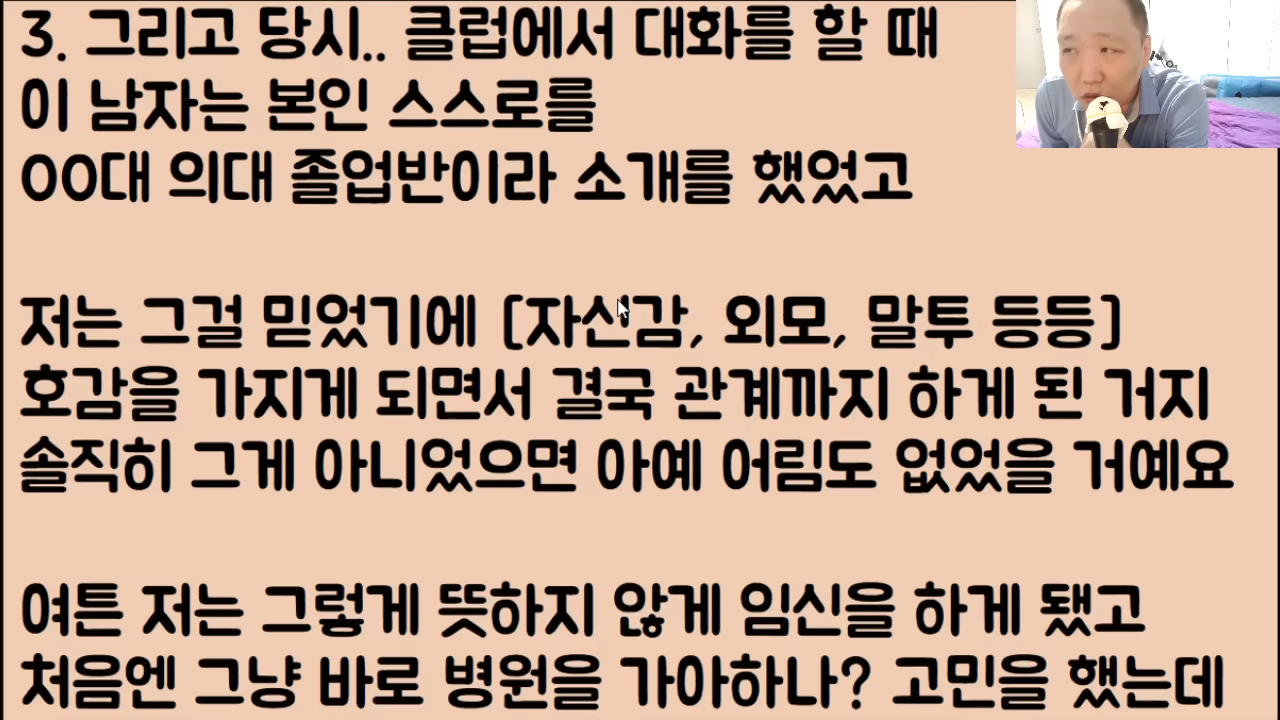 3. 그리고 당시.. 클럽에서 대화를 할 때
이 남자는 본인 스스로를
OO대 의대 졸업반이라 소개를 했었고
저는 그걸 믿었기에 [자신감, 외모, 말투 등등]
호감을 가지게 되면서 결국 관계까지 하게 된 거지
솔직히 그게 아니었으면 아예 어림도 없었을 거예요
여튼 저는 그렇게 뜻하지 않게 임신을 하게 됐고
처음엔 그냥 바로 병원을 가아하나? 고민을 했는데